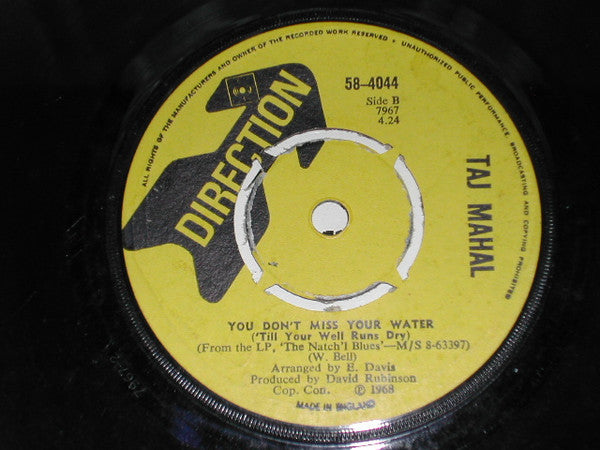 ALL RIGHTS OF THE MANUFACTURERS AND OWNER OF THE RECORDED WORK RESERVED • UNAUTHORIZED PUBLIC PERFORMANCE, BROADCASTING AND COPYING PROHIBITED
DIRECTION
58-4044
Side B
7967
4.24
TAJ MAHAL
YOU DON'T MISS YOUR WATER
('Till Your Well Runs Dry)
(From the LP, 'The Natch'l Blues'—M/S 8-63397)
(W. Bell)
Arranged by E. Davis
Produced by David Rubinson
Cop. Con. ℗ 1968
MADE IN ENGLAND